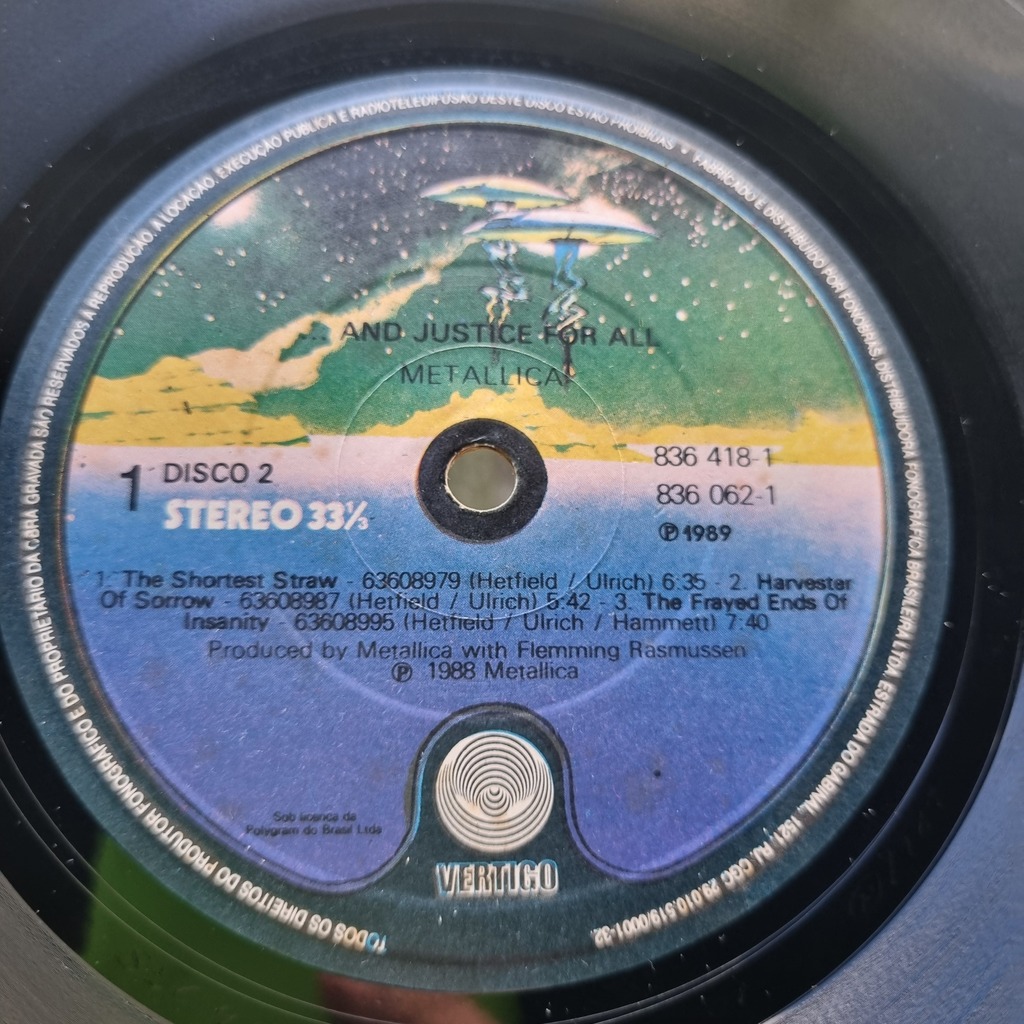 ... AND JUSTICE FOR ALL
METALLICA
1 DISCO 2
STEREO 33⅓
836 418-1
836 062-1
℗ 1989
1. The Shortest Straw - 63608979 (Hetfield / Ulrich) 6:35 - 2. Harvester
Of Sorrow - 63608987 (Hetfield / Ulrich) 5:42 - 3. The Frayed Ends Of
Insanity - 63608995 (Hetfield / Ulrich / Hammett) 7:40
Produced by Metallica with Flemming Rasmussen
℗ 1988 Metallica
Sob licença da
Polygram do Brasil Ltda
VERTIGO
TODOS OS DIREITOS DO PRODUTOR FONOGRÁFICO E DO PROPRIETÁRIO DA OBRA GRAVADA SÃO RESERVADOS. A REPRODUÇÃO, A LOCAÇÃO, EXECUÇÃO PÚBLICA E RADIOTELEDIFUSÃO DESTE DISCO ESTÃO PROIBIDAS • FABRICADO E DISTRIBUIDO POR FONOBRÁS DISTRIBUIDORA FONOGRÁFICA BRASILEIRA LTDA. ESTRADA DO GABINAL, 1521, RJ. CGC 29.010.519/0001-32